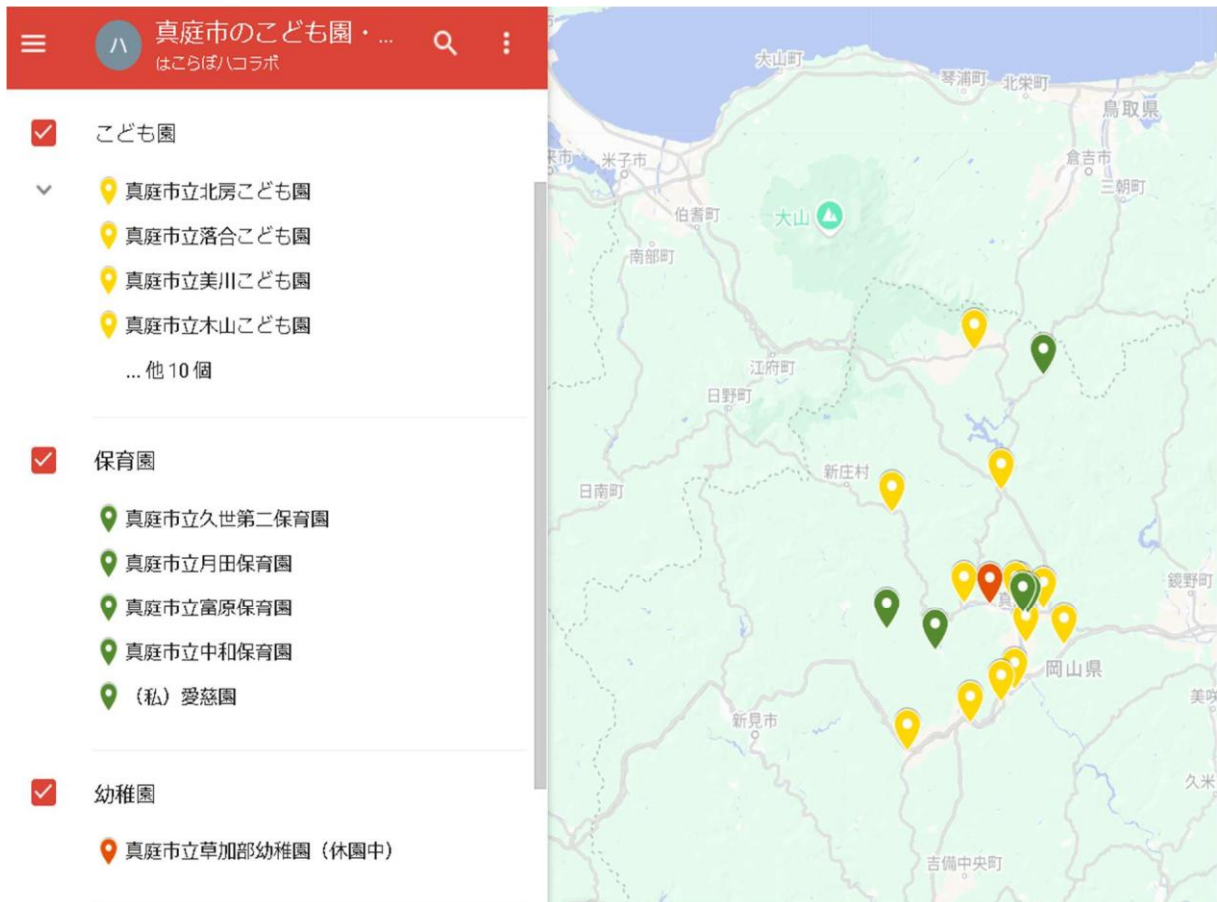 ハ
真庭市のこども園・...
はこらぼハコラボ
こども園
真庭市立北房こども園
真庭市立落合こども園
真庭市立美川こども園
真庭市立木山こども園
... 他 10 個
保育園
真庭市立久世第二保育園
真庭市立月田保育園
真庭市立富原保育園
真庭市立中和保育園
（私）愛慈園
幼稚園
真庭市立草加部幼稚園（休園中）
大山町
琴浦町
北栄町
鳥取県
米子市
倉吉市
三朝町
伯耆町
大山
南部町
江府町
日野町
新庄村
日南町
鏡野町
岡山県
新見市
吉備中央町